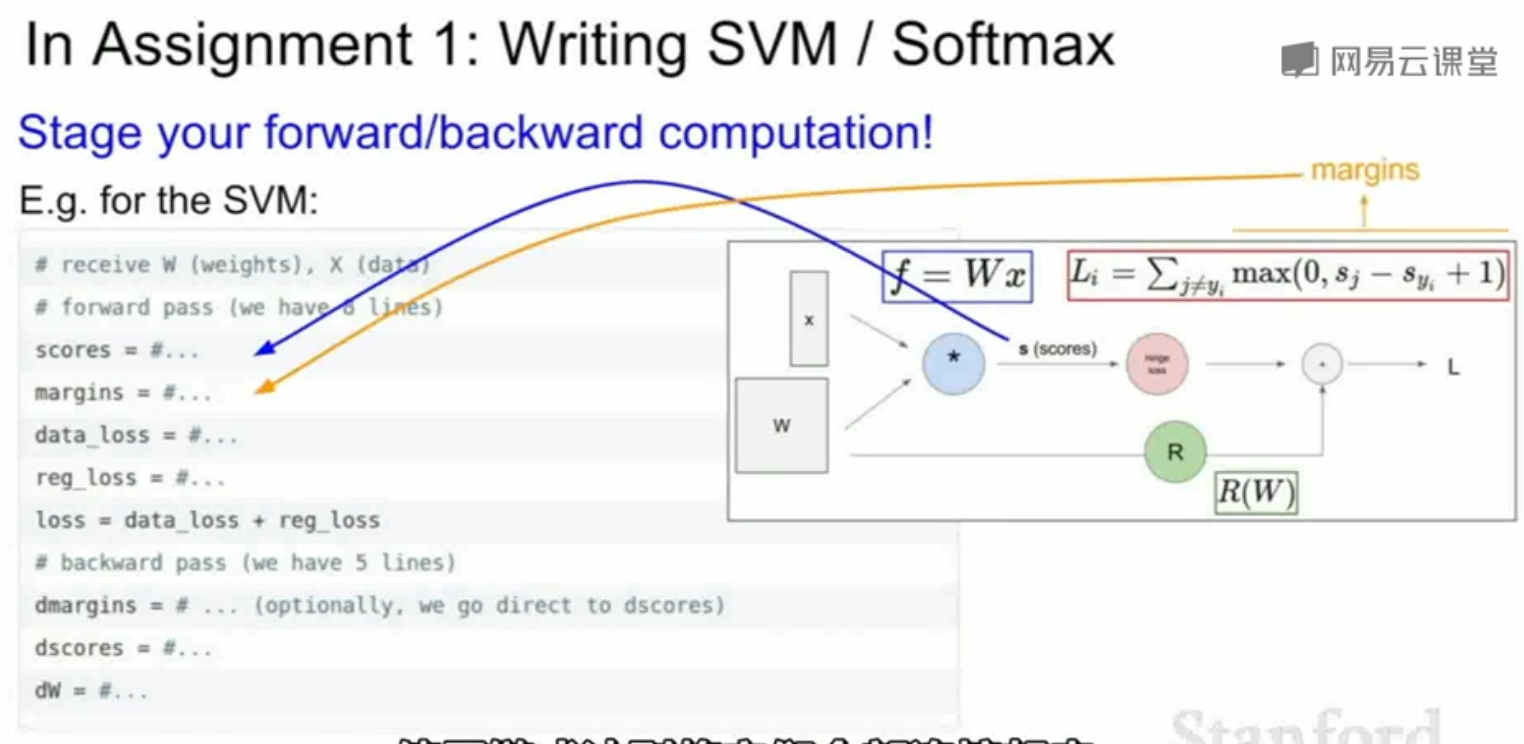 In Assignment 1: Writing SVM / Softmax
网易云课堂
Stage your forward/backward computation!
margins
E.g. for the SVM:
# receive W (weights), X (data)
# forward pass (we have 8 lines)
scores = #...
margins = #...
data_loss = #...
reg_loss = #...
loss = data_loss + reg_loss
# backward pass (we have 5 lines)
dmargins = # ... (optionally, we go direct to dscores)
dscores = #...
dW = #...
f = Wx
L_i = ∑_{j≠y_i} max(0, s_j − s_{y_i} + 1)
x
*
s (scores)
hinge
loss
+
L
W
R
R(W)
Stanford